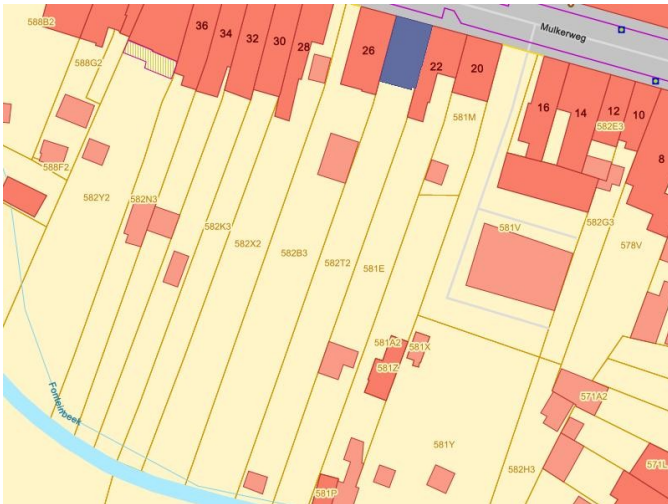 588B2
Mulkerweg
36
34
32
30
28
26
22
20
588G2
581M
16
14
12
10
582E3
8
588F2
582Y2
582N3
582K3
582X2
582B3
582T2
581E
581V
582G3
578V
Fonteinbeek
581A2
581X
581Z
571A2
581Y
582H3
571L
581P